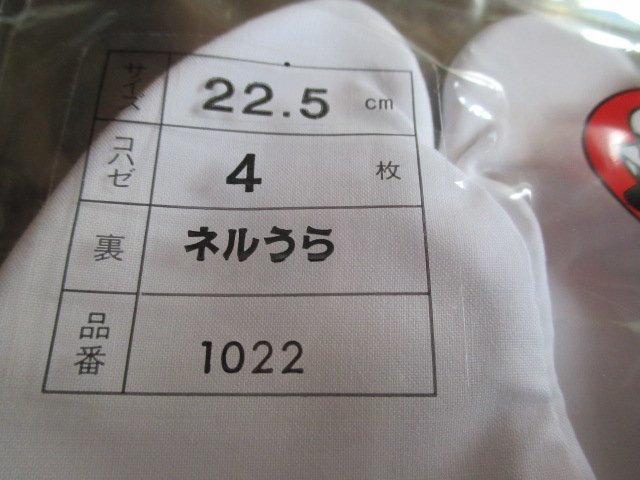 サイズ 22.5 cm
コハゼ 4 枚
裏 ネルうら
品番 1022